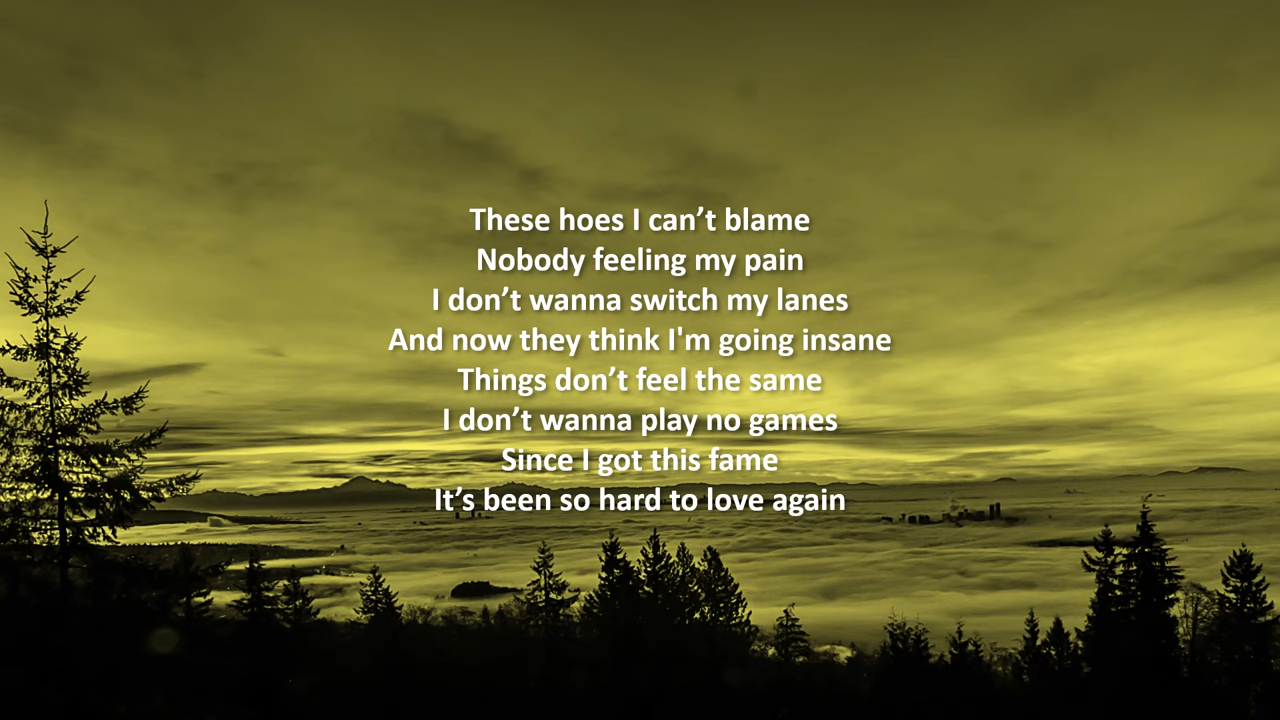 These hoes I can’t blame
Nobody feeling my pain
I don’t wanna switch my lanes
And now they think I'm going insane
Things don’t feel the same
I don’t wanna play no games
Since I got this fame
It’s been so hard to love again